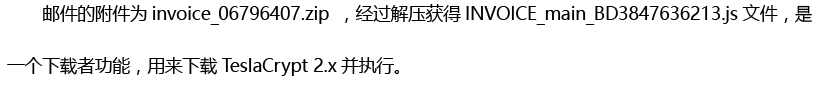 邮件的附件为 invoice_06796407.zip ，经过解压获得 INVOICE_main_BD3847636213.js 文件，是
一个下载者功能，用来下载 TeslaCrypt 2.x 并执行。